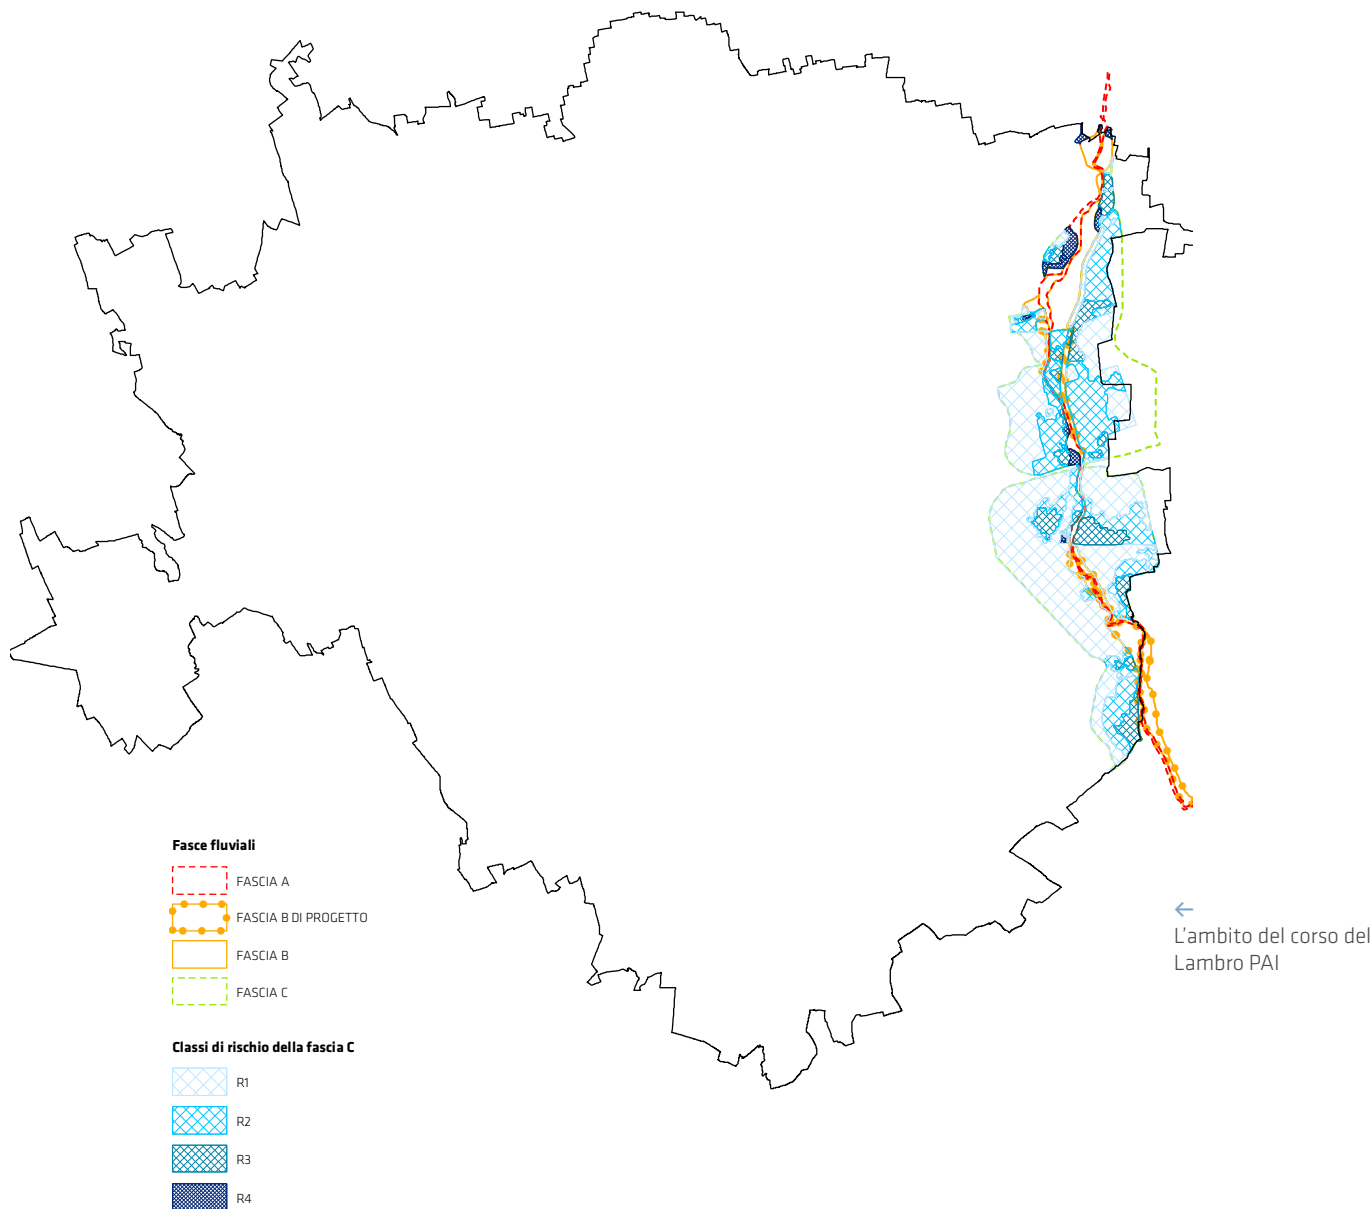 Fasce fluviali
FASCIA A
FASCIA B DI PROGETTO
FASCIA B
FASCIA C
Classi di rischio della fascia C
R1
R2
R3
R4
←
L'ambito del corso del
Lambro PAI